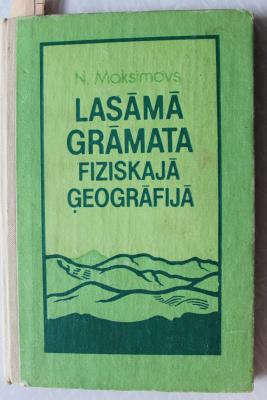 N. Maksimovs
LASĀMĀ
GRĀMATA
FIZISKAJĀ
ĢEOGRĀFIJĀ